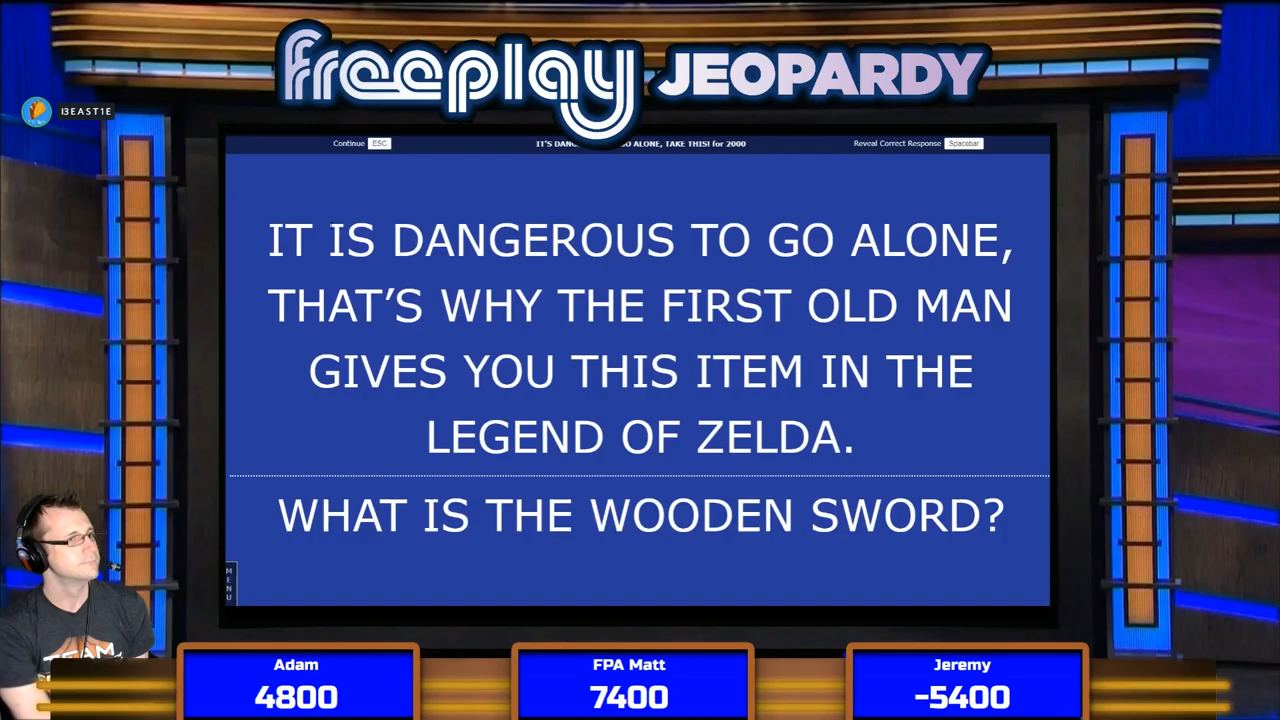 freeplay JEOPARDY
I3EAST1E
Continue ESC
IT'S DANG GO ALONE, TAKE THIS! for 2000
Reveal Correct Response Spacebar
IT IS DANGEROUS TO GO ALONE,
THAT'S WHY THE FIRST OLD MAN
GIVES YOU THIS ITEM IN THE
LEGEND OF ZELDA.
WHAT IS THE WOODEN SWORD?
MENU
TEAM
Adam
4800
FPA Matt
7400
Jeremy
-5400